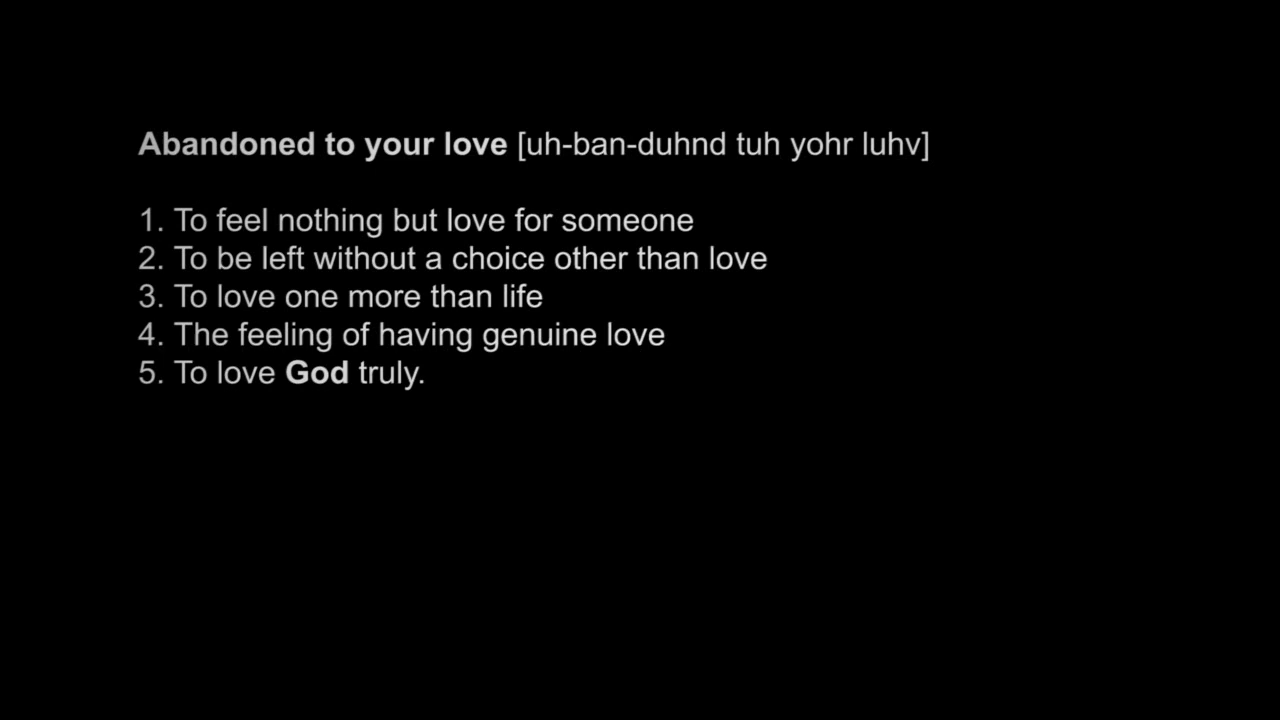 Abandoned to your love [uh-ban-duhnd tuh yohr luhv]
1. To feel nothing but love for someone
2. To be left without a choice other than love
3. To love one more than life
4. The feeling of having genuine love
5. To love God truly.